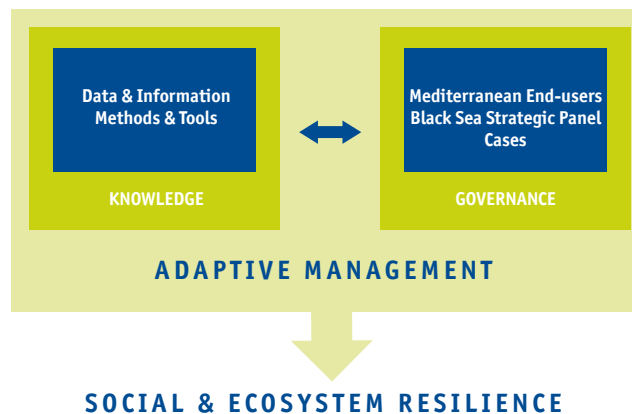 Data & Information
Methods & Tools
KNOWLEDGE
Mediterranean End-users
Black Sea Strategic Panel
Cases
GOVERNANCE
ADAPTIVE MANAGEMENT
SOCIAL & ECOSYSTEM RESILIENCE